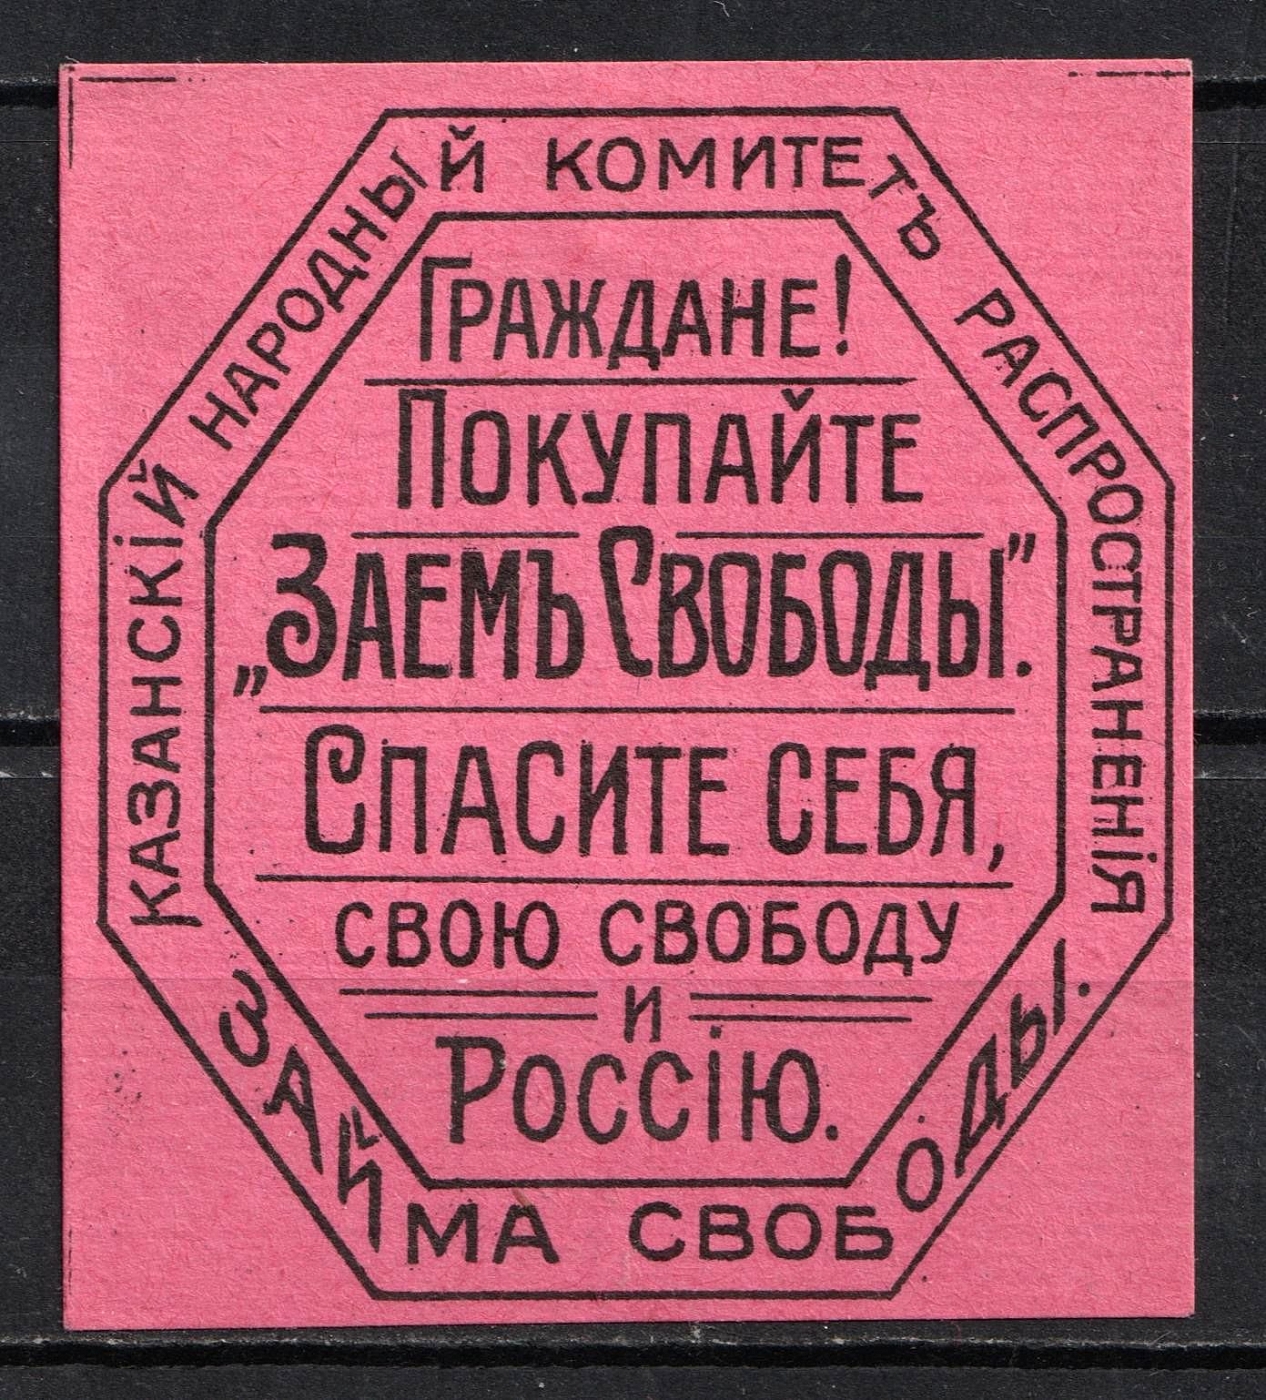 КАЗАНСКІЙ НАРОДНЫЙ КОМИТЕТЪ РАСПРОСТРАНЕНІЯ
ЗАЙМА СВОБОДЫ.
ГРАЖДАНЕ!
ПОКУПАЙТЕ
„ЗАЕМЪ СВОБОДЫ”.
СПАСИТЕ СЕБЯ,
СВОЮ СВОБОДУ
И
РОССІЮ.